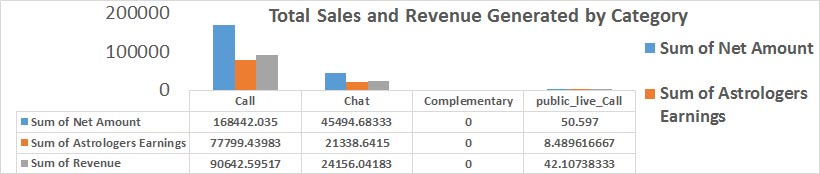 Total Sales and Revenue Generated by Category
200000
100000
0
Call Chat Complementary public_live_Call
Sum of Net Amount 168442.035 45494.68333 0 50.597
Sum of Astrologers Earnings 77799.43983 21338.6415 0 8.489616667
Sum of Revenue 90642.59517 24156.04183 0 42.10738333
Sum of Net Amount
Sum of Astrologers
Earnings